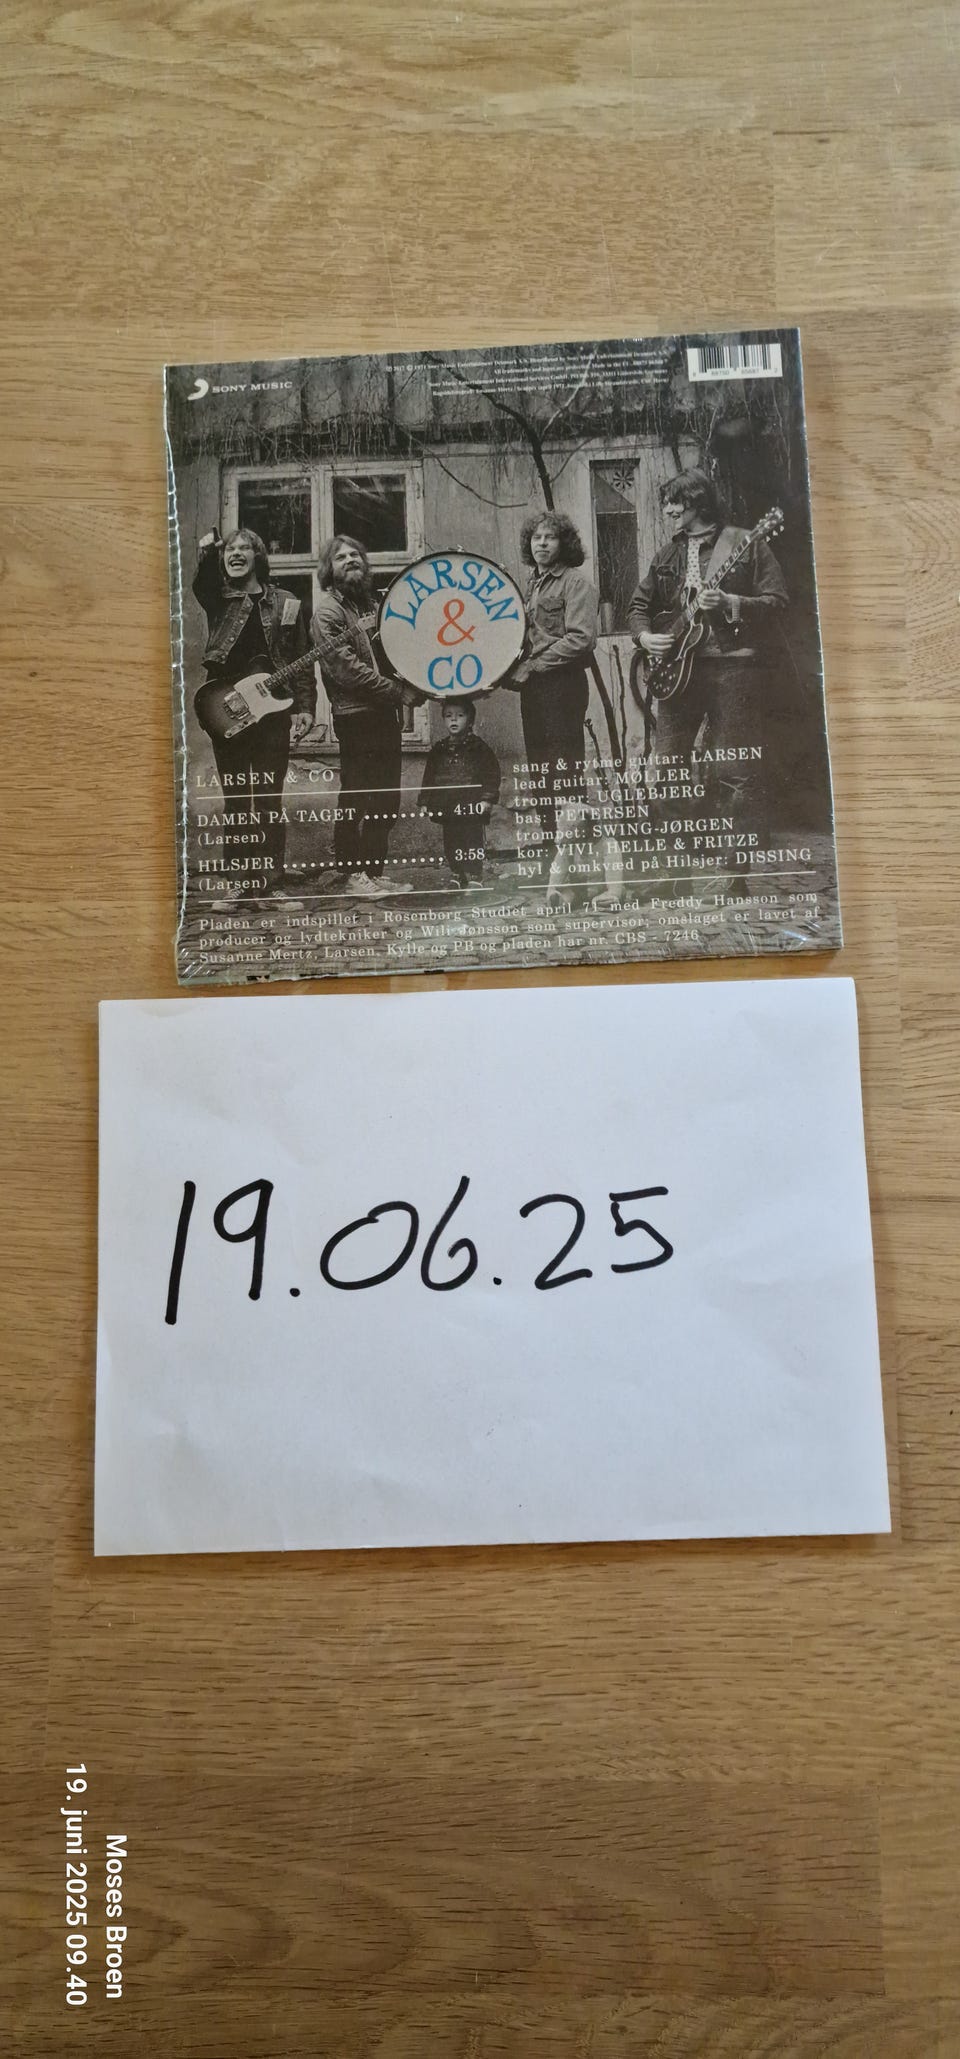 SONY MUSIC
LARSEN
&
CO
LARSEN & CO
DAMEN PÅ TAGET ......... 4:10
(Larsen)
HILSJER .................... 3:58
(Larsen)
sang & rytme guitar: LARSEN
lead guitar: MØLLER
trommer: UGLEBJERG
bas: PETERSEN
trompet: SWING-JØRGEN
kor: VIVI, HELLE & FRITZE
hyl & omkvæd på Hilsjer: DISSING
Pladen er indspillet i Rosenborg Studiet april 71 med Freddy Hansson som
producer og lydtekniker og Wili Jønsson som supervisor; omslaget er lavet af
Susanne Mertz, Larsen, Kylle og PB og pladen har nr. CBS - 7246
19.06.25
Moses Broen
19. juni 2025 09.40